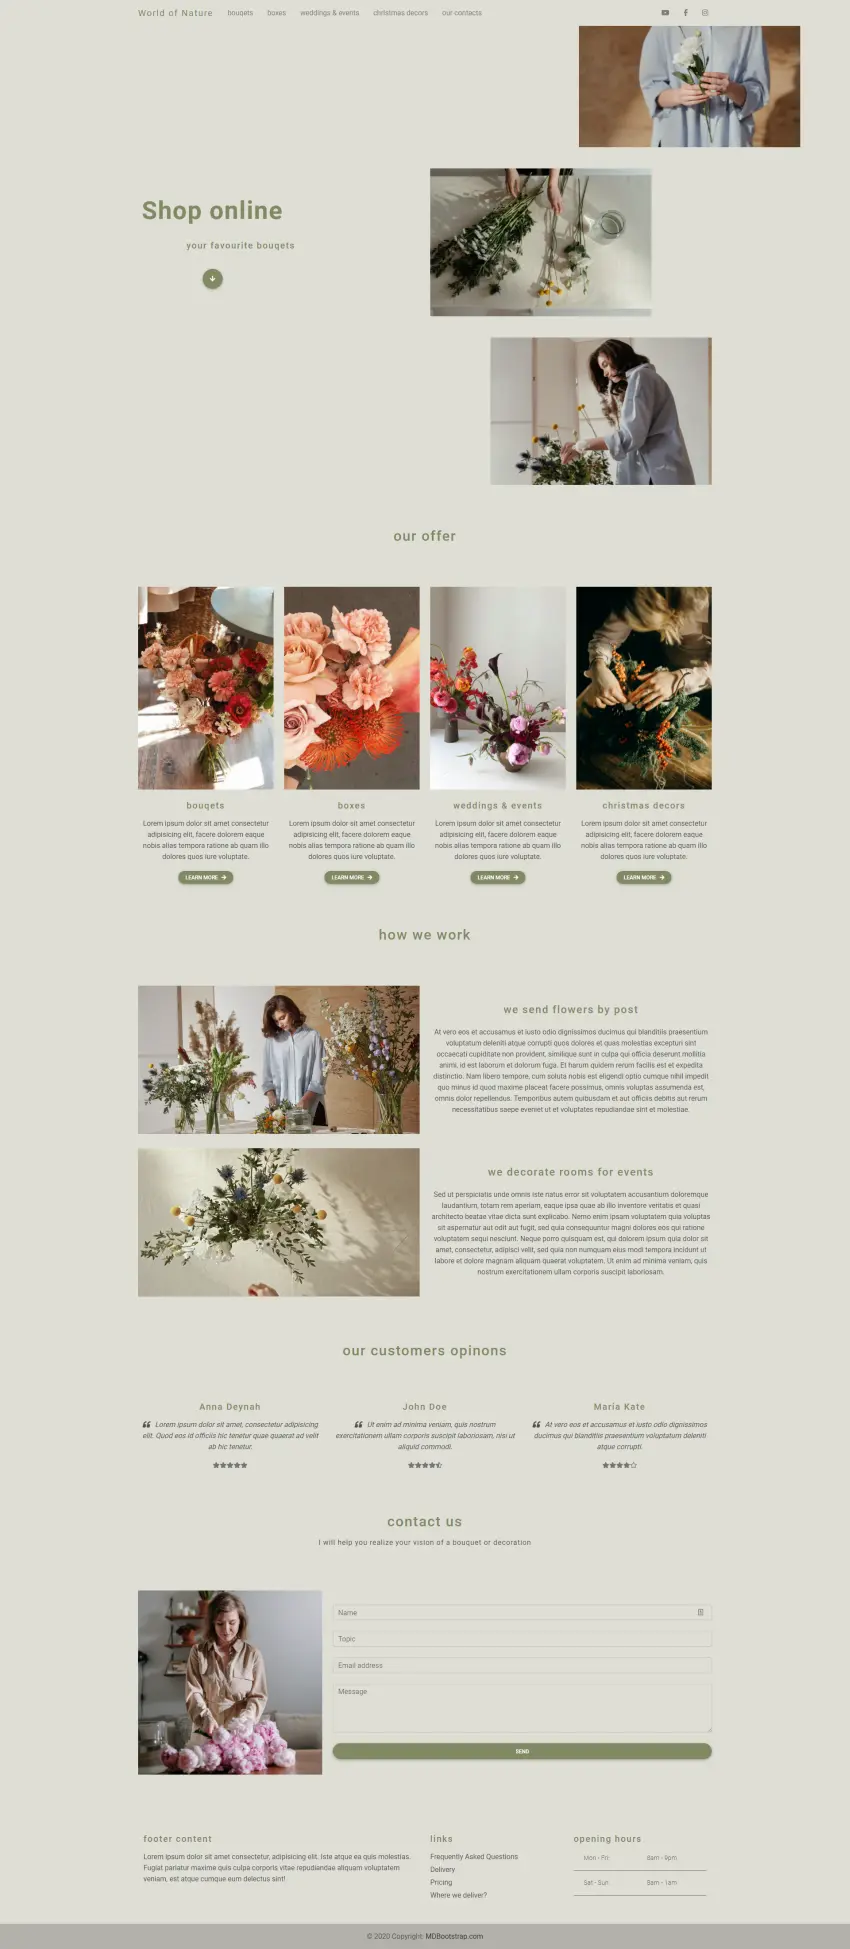 World of Nature bouqets boxes weddings & events christmas decors our contacts
Shop online
your favourite bouqets
our offer
bouqets
Lorem ipsum dolor sit amet consectetur
adipisicing elit, facere dolorem eaque
nobis alias tempora ratione ab quam illo
dolores quos iure voluptate.
LEARN MORE
boxes
Lorem ipsum dolor sit amet consectetur
adipisicing elit, facere dolorem eaque
nobis alias tempora ratione ab quam illo
dolores quos iure voluptate.
LEARN MORE
weddings & events
Lorem ipsum dolor sit amet consectetur
adipisicing elit, facere dolorem eaque
nobis alias tempora ratione ab quam illo
dolores quos iure voluptate.
LEARN MORE
christmas decors
Lorem ipsum dolor sit amet consectetur
adipisicing elit, facere dolorem eaque
nobis alias tempora ratione ab quam illo
dolores quos iure voluptate.
LEARN MORE
how we work
we send flowers by post
At vero eos et accusamus et iusto odio dignissimos ducimus qui blanditiis praesentium
voluptatum deleniti atque corrupti quos dolores et quas molestias excepturi sint
occaecati cupiditate non provident, similique sunt in culpa qui officia deserunt mollitia
animi, id est laborum et dolorum fuga. Et harum quidem rerum facilis est et expedita
distinctio. Nam libero tempore, cum soluta nobis est eligendi optio cumque nihil impedit
quo minus id quod maxime placeat facere possimus, omnis voluptas assumenda est,
omnis dolor repellendus. Temporibus autem quibusdam et aut officiis debitis aut rerum
necessitatibus saepe eveniet ut et voluptates repudiandae sint et molestiae.
we decorate rooms for events
Sed ut perspiciatis unde omnis iste natus error sit voluptatem accusantium doloremque
laudantium, totam rem aperiam, eaque ipsa quae ab illo inventore veritatis et quasi
architecto beatae vitae dicta sunt explicabo. Nemo enim ipsam voluptatem quia voluptas
sit aspernatur aut odit aut fugit, sed quia consequuntur magni dolores eos qui ratione
voluptatem sequi nesciunt. Neque porro quisquam est, qui dolorem ipsum quia dolor sit
amet, consectetur, adipisci velit, sed quia non numquam eius modi tempora incidunt ut
labore et dolore magnam aliquam quaerat voluptatem. Ut enim ad minima veniam, quis
nostrum exercitationem ullam corporis suscipit laboriosam.
our customers opinons
Anna Deynah
Lorem ipsum dolor sit amet, consectetur adipisicing
elit. Quod eos id officiis hic tenetur quae quaerat ad velit
ab hic tenetur.
John Doe
Ut enim ad minima veniam, quis nostrum
exercitationem ullam corporis suscipit laboriosam, nisi ut
aliquid commodi.
Maria Kate
At vero eos et accusamus et iusto odio dignissimos
ducimus qui blanditiis praesentium voluptatum deleniti
atque corrupti.
contact us
I will help you realize your vision of a bouquet or decoration
Name
Topic
Email address
Message
SEND
footer content
Lorem ipsum dolor sit amet consectetur, adipisicing elit. Iste atque ea quis molestias.
Fugiat pariatur maxime quis culpa corporis vitae repudiandae aliquam voluptatem
veniam, est atque cumque eum delectus sint!
links
Frequently Asked Questions
Delivery
Pricing
Where we deliver?
opening hours
Mon - Fri: 8am - 9pm
Sat - Sun: 8am - 1am
© 2020 Copyright: MDBootstrap.com